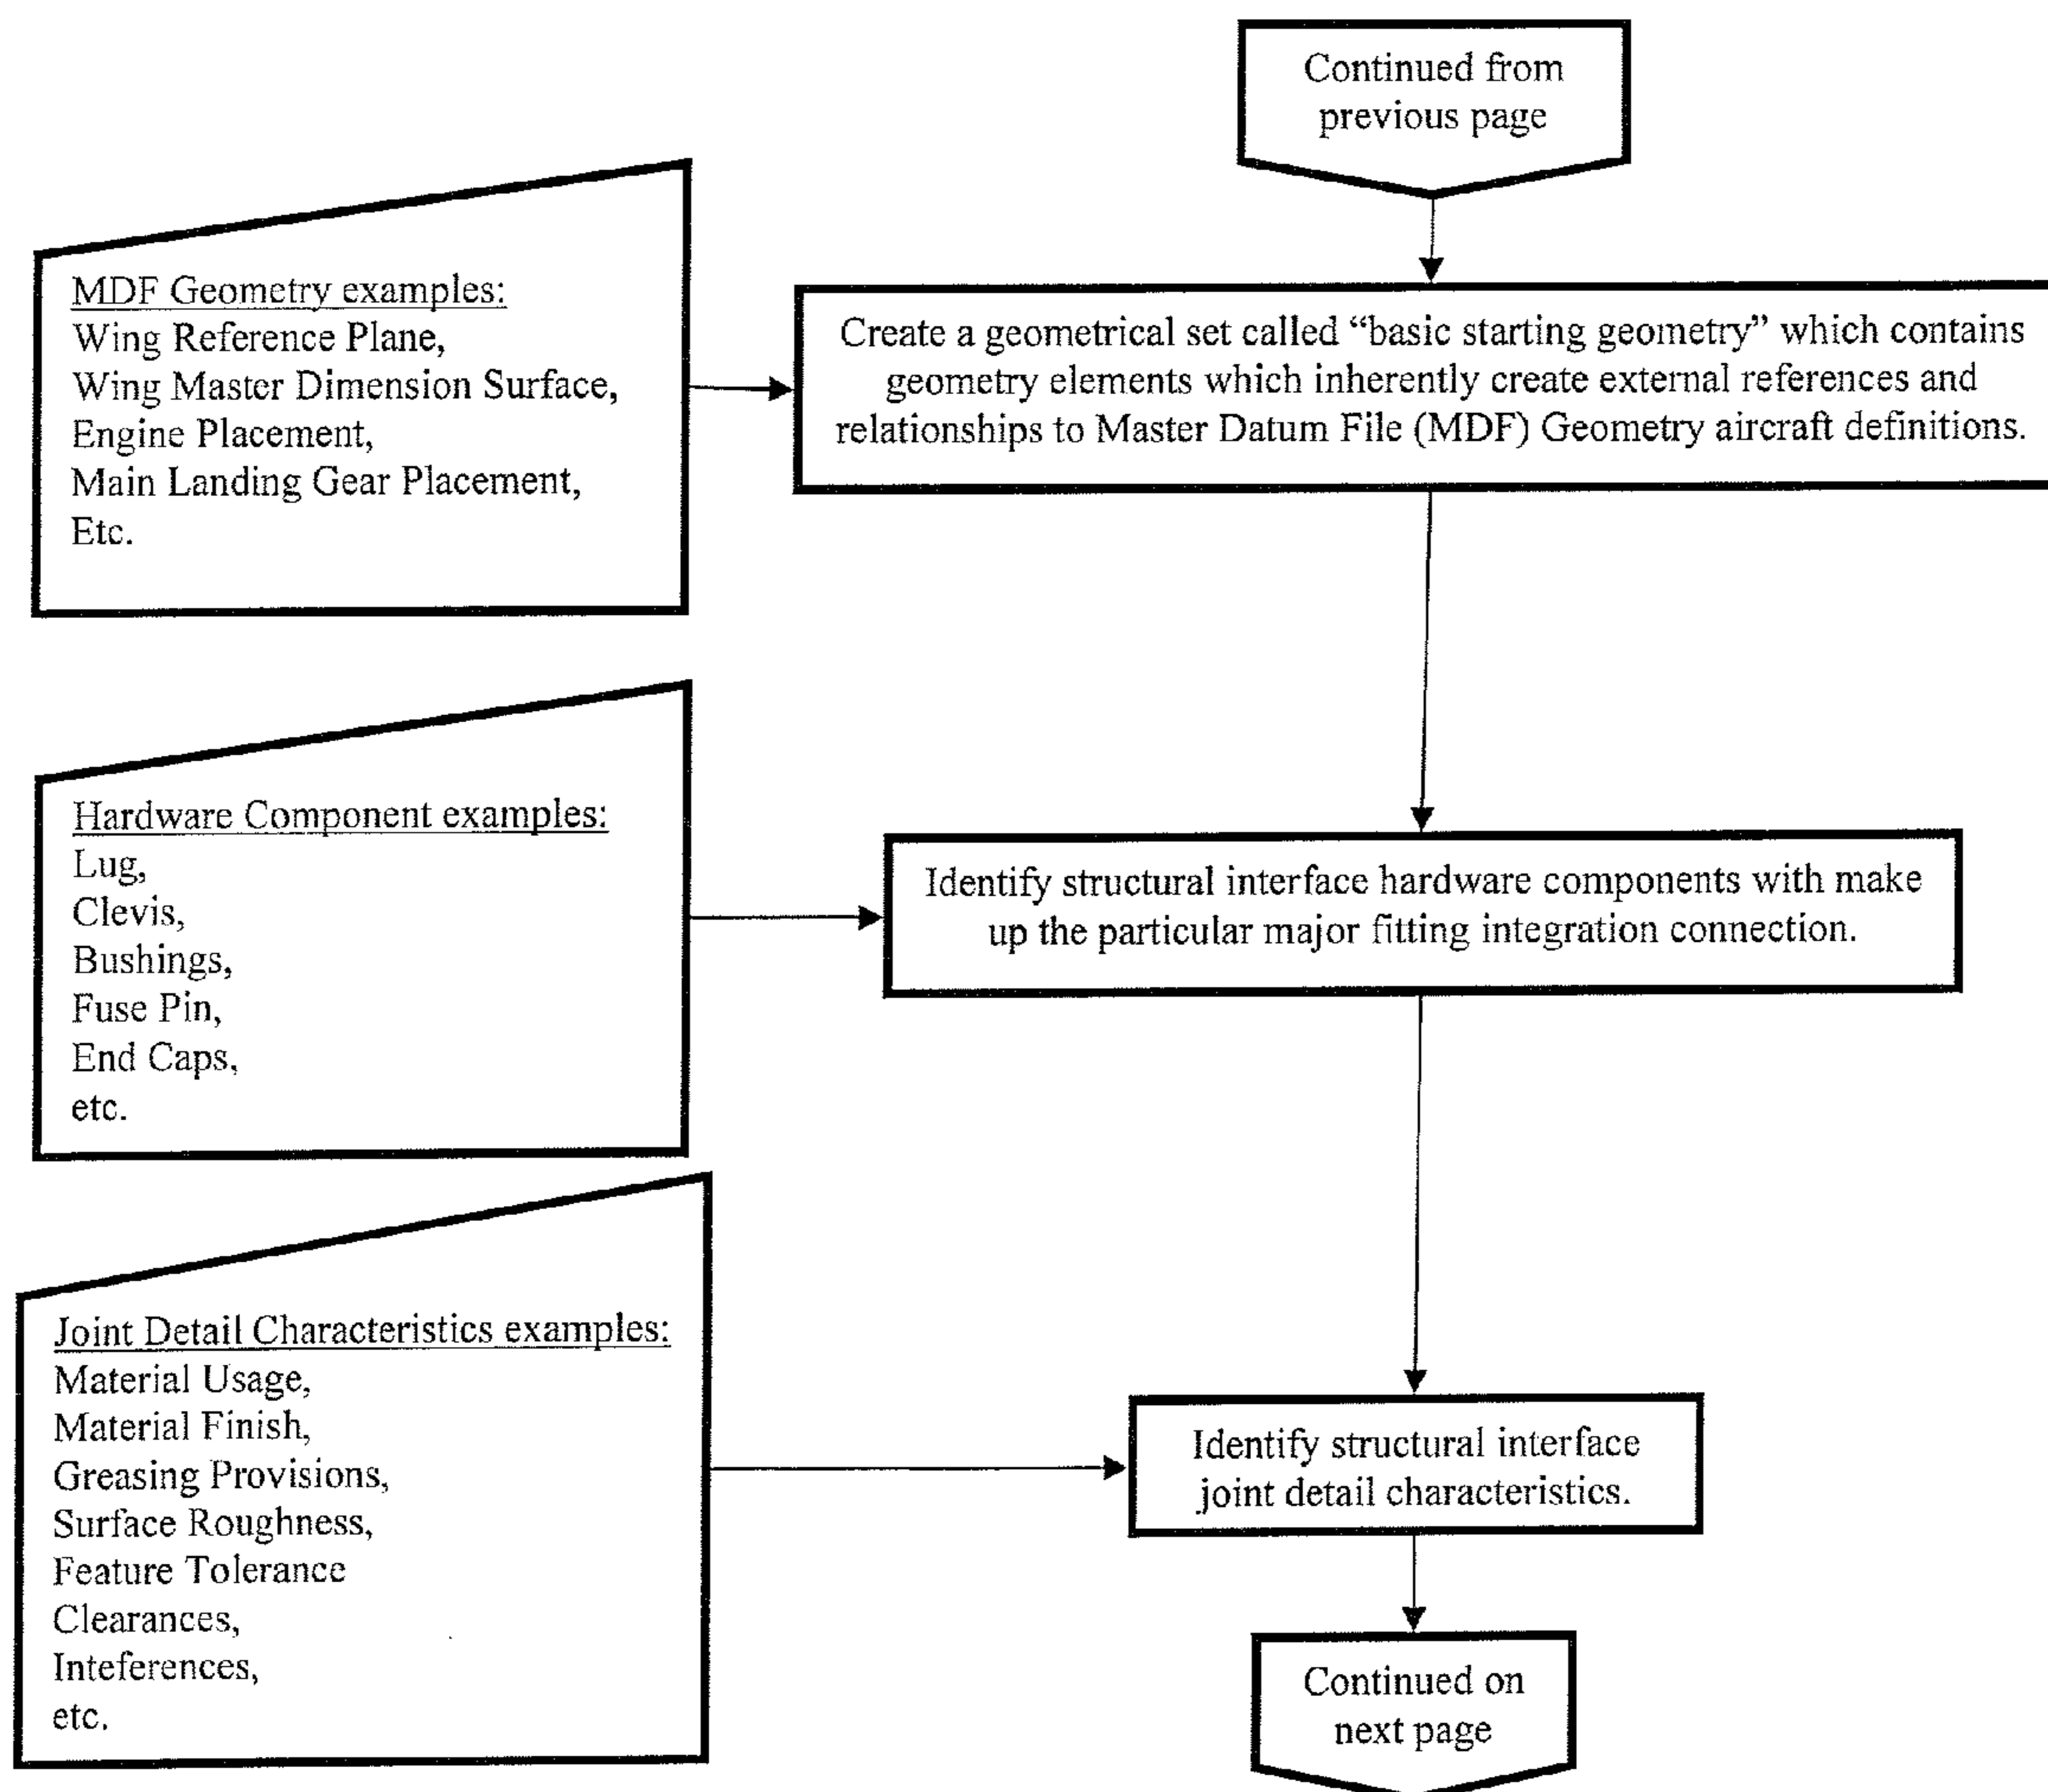 Continued from
previous page
MDF Geometry examples:
Wing Reference Plane,
Wing Master Dimension Surface,
Engine Placement,
Main Landing Gear Placement,
Etc.
Create a geometrical set called “basic starting geometry” which contains
geometry elements which inherently create external references and
relationships to Master Datum File (MDF) Geometry aircraft definitions.
Hardware Component examples:
Lug,
Clevis,
Bushings,
Fuse Pin,
End Caps,
etc.
Identify structural interface hardware components with make
up the particular major fitting integration connection.
Joint Detail Characteristics examples:
Material Usage,
Material Finish,
Greasing Provisions,
Surface Roughness,
Feature Tolerance
Clearances,
Inteferences,
etc.
Identify structural interface
joint detail characteristics.
Continued on
next page